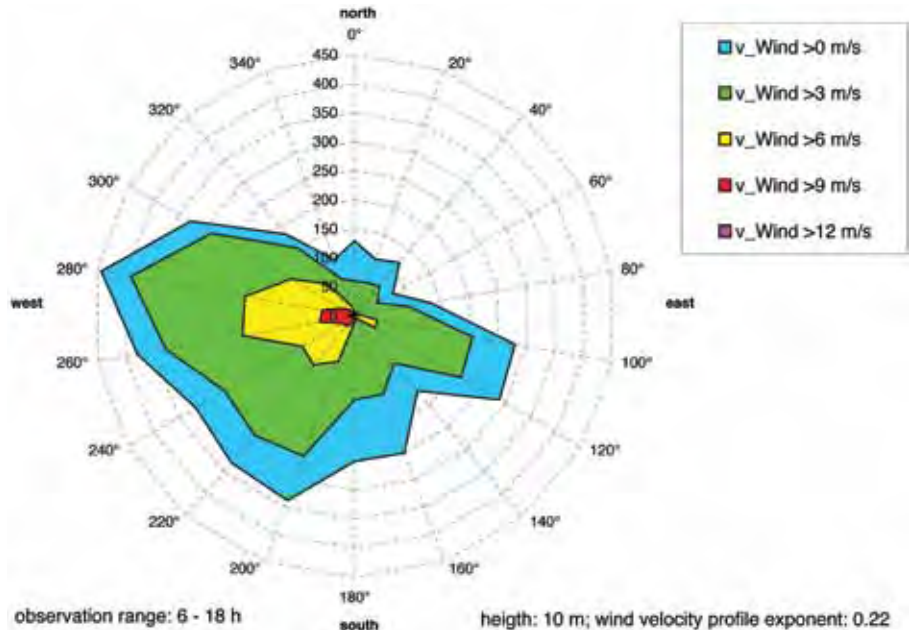 north
0°
20°
40°
60°
80°
east
100°
120°
140°
160°
180°
south
200°
220°
240°
260°
west
280°
300°
320°
340°
450
400
350
300
250
200
150
100
50
0
v_Wind >0 m/s
v_Wind >3 m/s
v_Wind >6 m/s
v_Wind >9 m/s
v_Wind >12 m/s
observation range: 6 - 18 h
heigth: 10 m; wind velocity profile exponent: 0.22